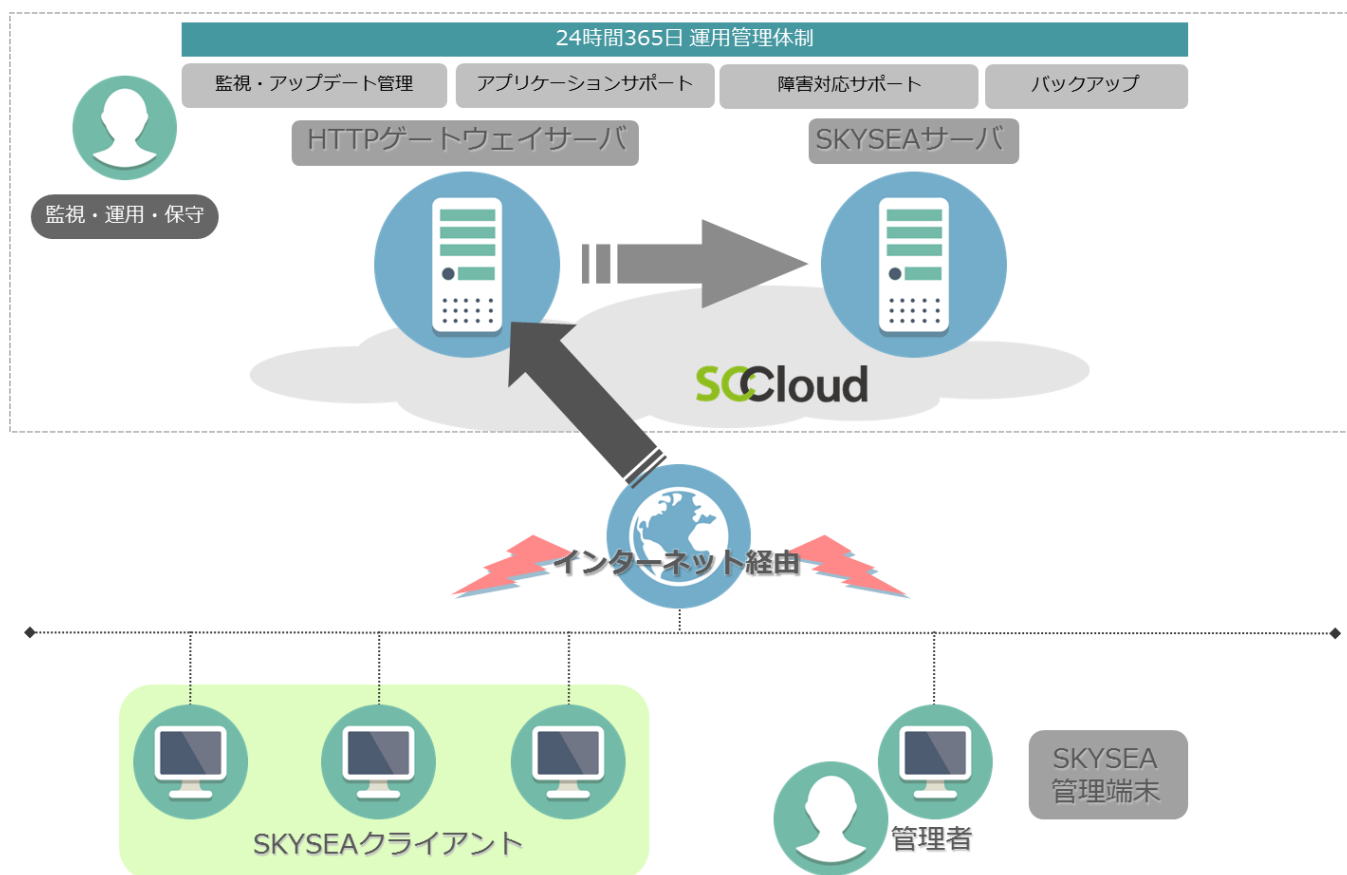 24時間365日 運用管理体制
監視・アップデート管理
アプリケーションサポート
障害対応サポート
バックアップ
HTTPゲートウェイサーバ
SKYSEAサーバ
監視・運用・保守
SCCloud
インターネット経由
SKYSEA
管理端末
管理者
SKYSEAクライアント